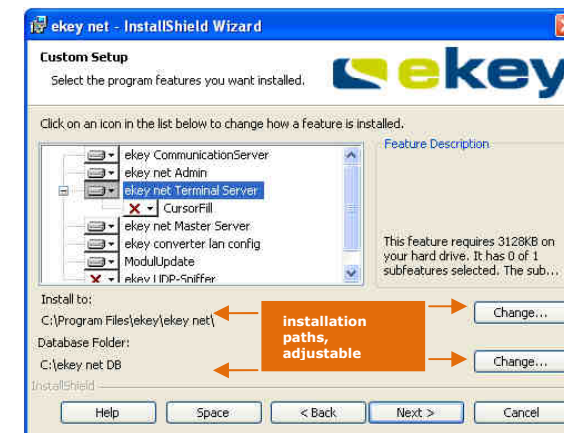 ekey net - InstallShield Wizard
Custom Setup
Select the program features you want installed.
ekey
Click on an icon in the list below to change how a feature is installed.
ekey CommunicationServer
ekey net Admin
ekey net Terminal Server
CursorFill
ekey net Master Server
ekey converter lan config
ModulUpdate
ekey UDP-Sniffer
Feature Description
This feature requires 3128KB on
your hard drive. It has 0 of 1
subfeatures selected. The sub...
Install to:
C:\Program Files\ekey\ekey net\
Change...
installation
paths,
adjustable
Database Folder:
C:\ekey net DB
Change...
InstallShield
Help Space < Back Next > Cancel